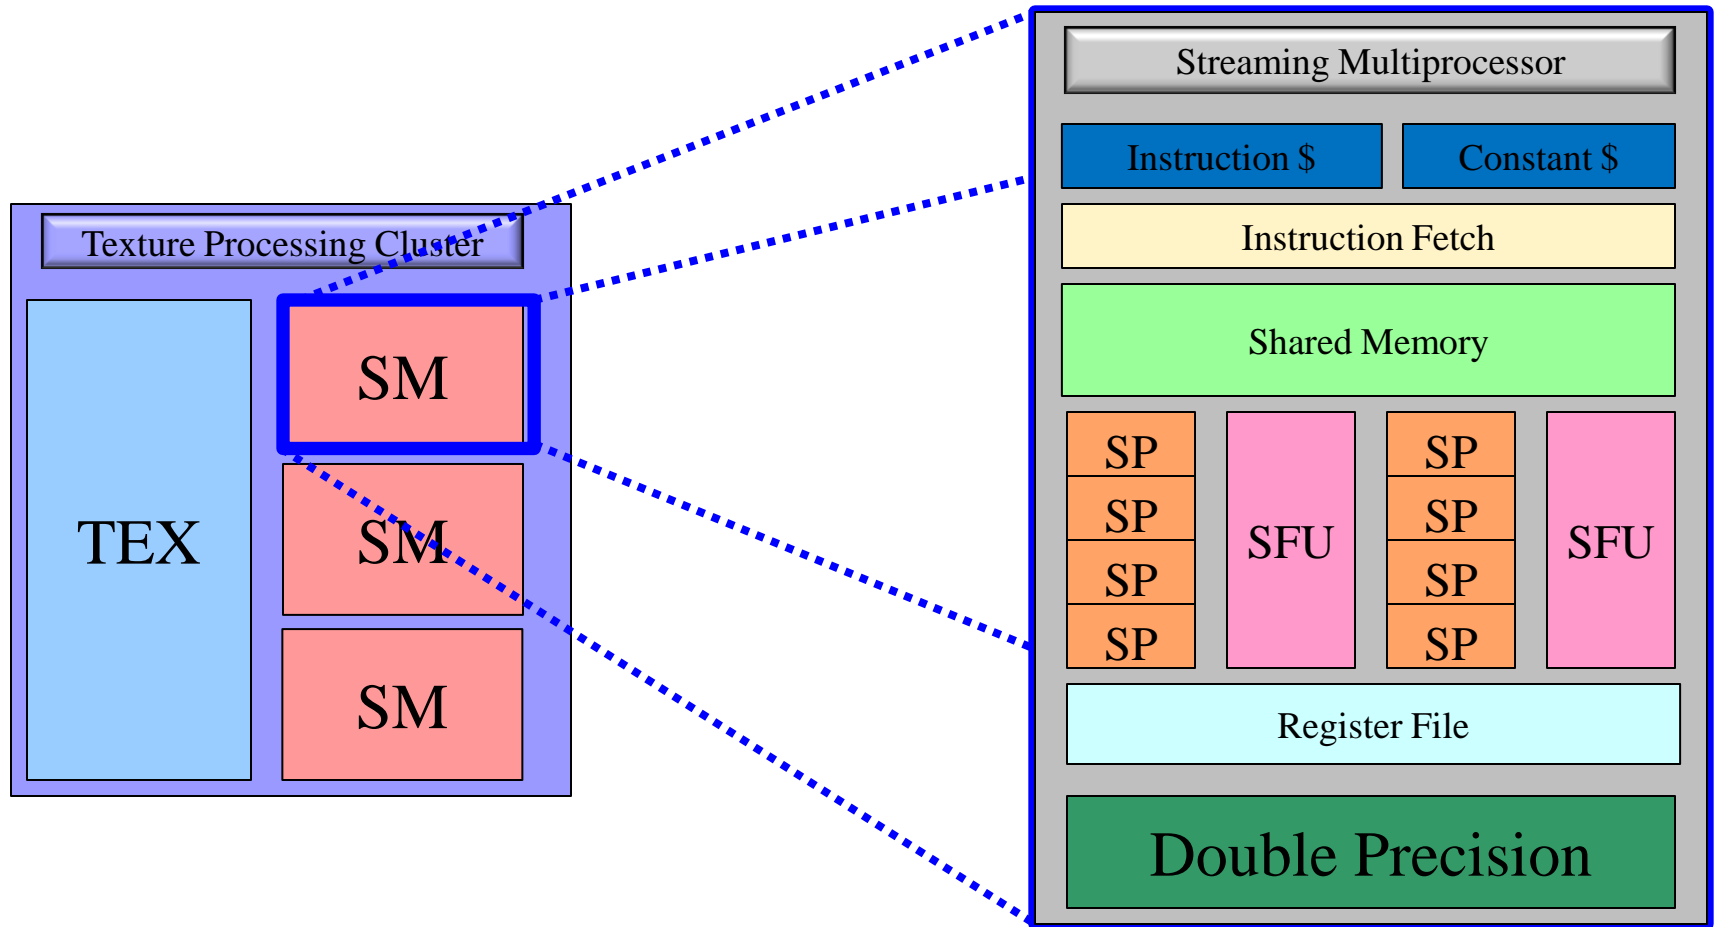 Texture Processing Cluster
TEX
SM
SM
SM
Streaming Multiprocessor
Instruction $
Constant $
Instruction Fetch
Shared Memory
SP
SP
SP
SP
SFU
SP
SP
SP
SP
SFU
Register File
Double Precision